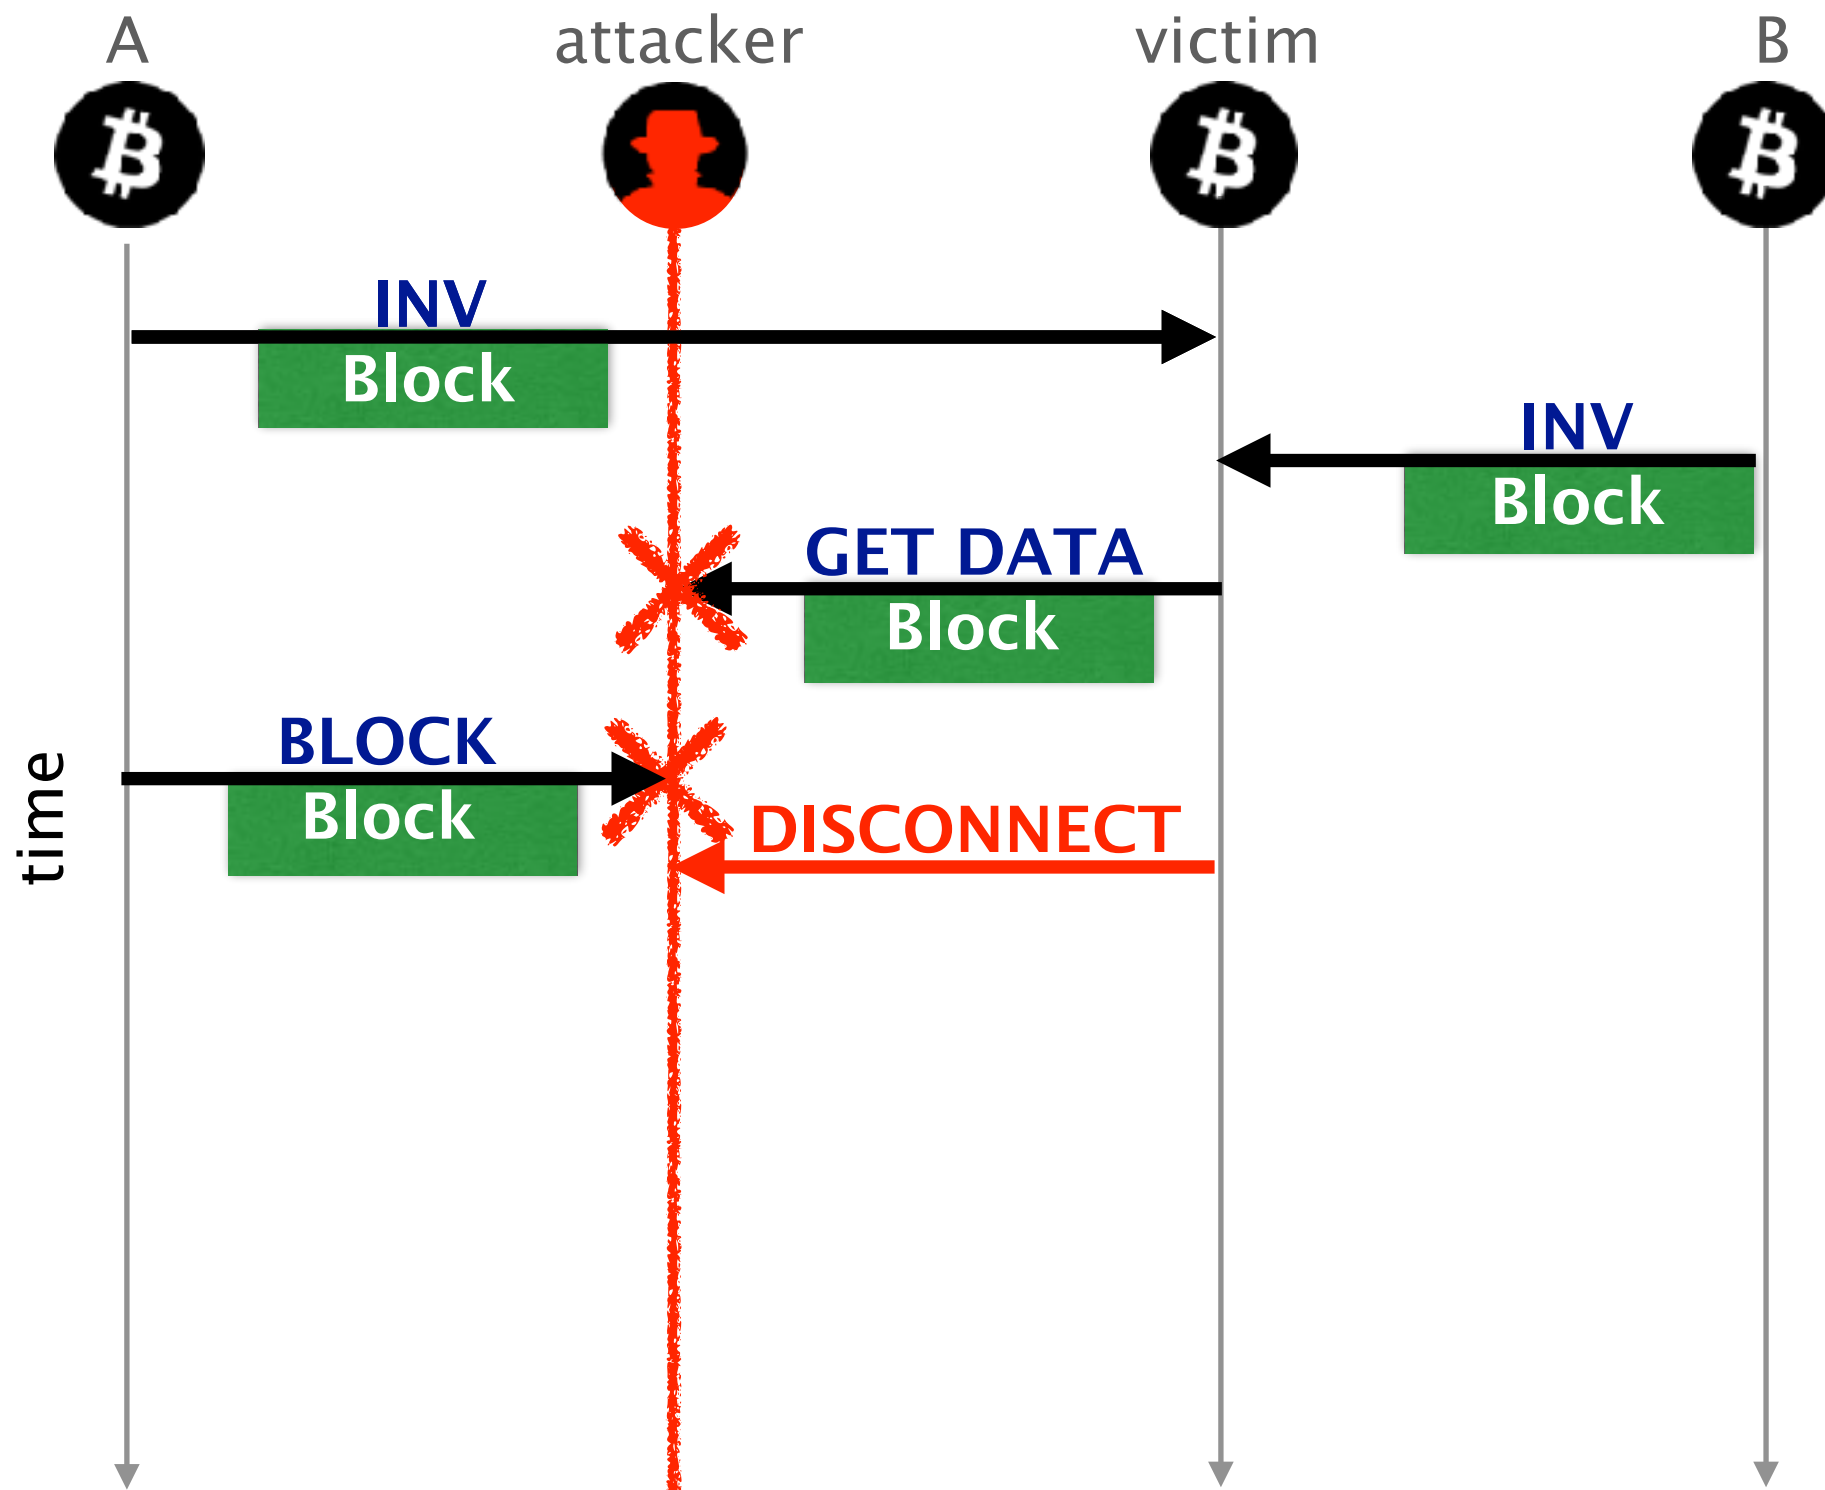 A
attacker
victim
B
INV
Block
INV
Block
GET DATA
Block
BLOCK
Block
DISCONNECT
time